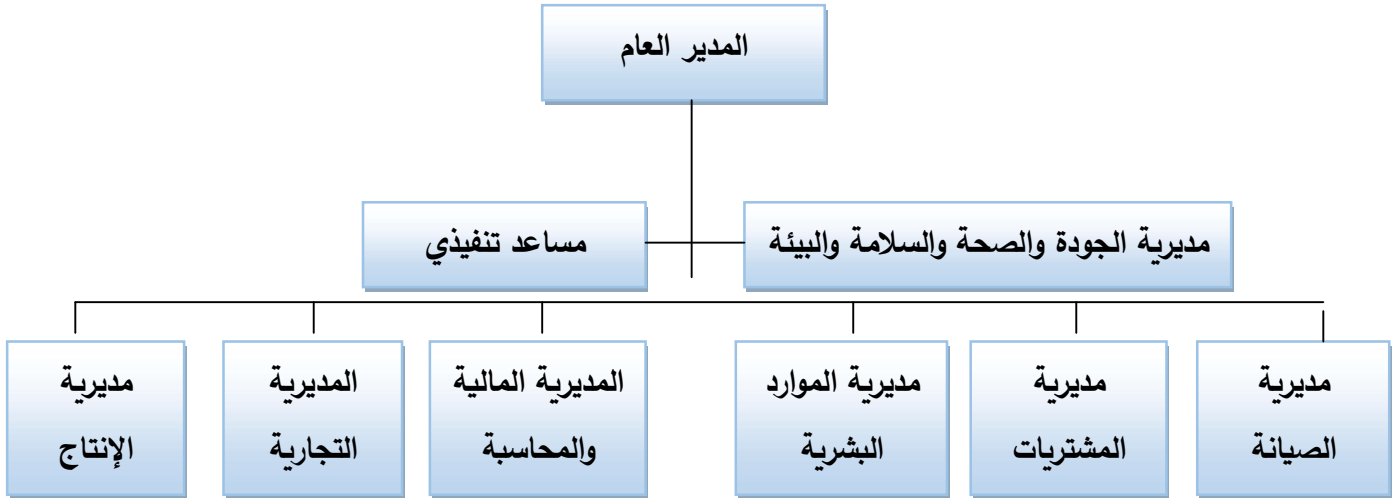 المدير العام
مديرية الجودة والصحة والسلامة والبيئة
مساعد تنفيذي
مديرية
الصيانة
مديرية
المشتريات
مديرية الموارد
البشرية
المديرية المالية
والمحاسبة
المديرية
التجارية
مديرية
الإنتاج